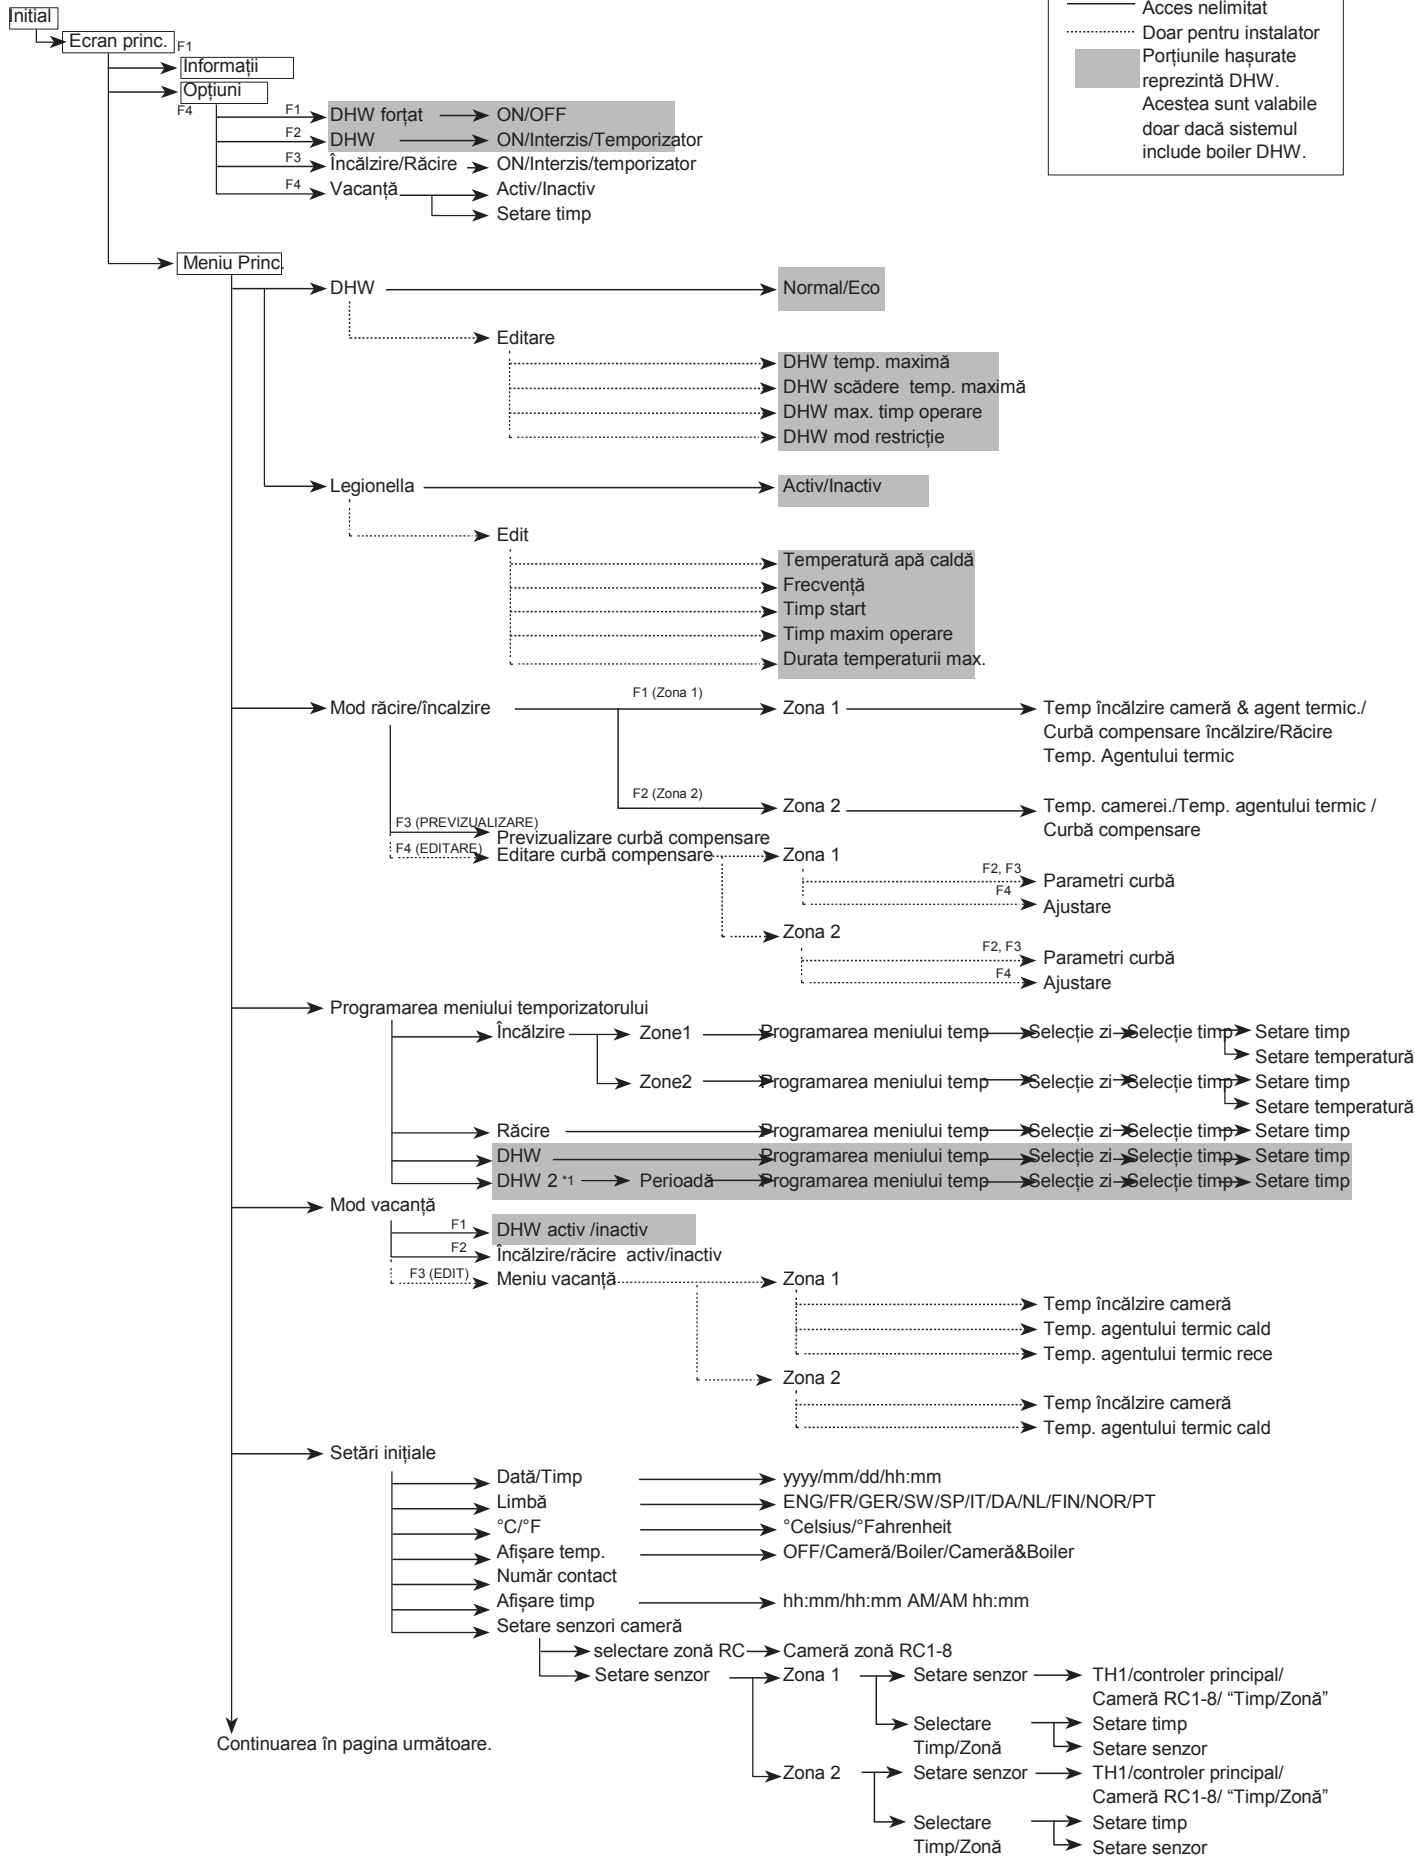 Initial
Ecran princ. F1
Informații
Opțiuni
F4
F1 DHW forțat ON/OFF
F2 DHW ON/Interzis/Temporizator
F3 Încălzire/Răcire ON/Interzis/temporizator
F4 Vacanță Activ/Inactiv
Setare timp
Acces nelimitat
Doar pentru instalator
Porțiunile hașurate
reprezintă DHW.
Acestea sunt valabile
doar dacă sistemul
include boiler DHW.
Meniu Princ.
DHW Normal/Eco
Editare
DHW temp. maximă
DHW scădere temp. maximă
DHW max. timp operare
DHW mod restricție
Legionella Activ/Inactiv
Edit
Temperatură apă caldă
Frecvență
Timp start
Timp maxim operare
Durata temperaturii max.
Mod răcire/încalzire F1 (Zona 1) Zona 1 Temp încălzire cameră & agent termic./
Curbă compensare încălzire/Răcire
Temp. Agentului termic
F2 (Zona 2) Zona 2 Temp. camerei./Temp. agentului termic /
Curbă compensare
F3 (PREVIZUALIZARE) Previzualizare curbă compensare
F4 (EDITARE) Editare curbă compensare Zona 1
F2, F3 Parametri curbă
F4 Ajustare
Zona 2
F2, F3 Parametri curbă
F4 Ajustare
Programarea meniului temporizatorului
Încălzire Zone1 Programarea meniului temp Selecție zi Selecție timp Setare timp
Setare temperatură
Zone2 Programarea meniului temp Selecție zi Selecție timp Setare timp
Setare temperatură
Răcire Programarea meniului temp Selecție zi Selecție timp Setare timp
DHW Programarea meniului temp Selecție zi Selecție timp Setare timp
DHW 2 *1 Perioadă Programarea meniului temp Selecție zi Selecție timp Setare timp
Mod vacanță
F1 DHW activ /inactiv
F2 Încălzire/răcire activ/inactiv
F3 (EDIT) Meniu vacanță Zona 1
Temp încălzire cameră
Temp. agentului termic cald
Temp. agentului termic rece
Zona 2
Temp încălzire cameră
Temp. agentului termic cald
Setări inițiale
Dată/Timp yyyy/mm/dd/hh:mm
Limbă ENG/FR/GER/SW/SP/IT/DA/NL/FIN/NOR/PT
°C/°F °Celsius/°Fahrenheit
Afișare temp. OFF/Cameră/Boiler/Cameră&Boiler
Număr contact
Afișare timp hh:mm/hh:mm AM/AM hh:mm
Setare senzori cameră
selectare zonă RC Cameră zonă RC1-8
Setare senzor Zona 1 Setare senzor TH1/controler principal/
Cameră RC1-8/ “Timp/Zonă”
Selectare Setare timp
Timp/Zonă Setare senzor
Zona 2 Setare senzor TH1/controler principal/
Cameră RC1-8/ “Timp/Zonă”
Selectare Setare timp
Timp/Zonă Setare senzor
Continuarea în pagina următoare.